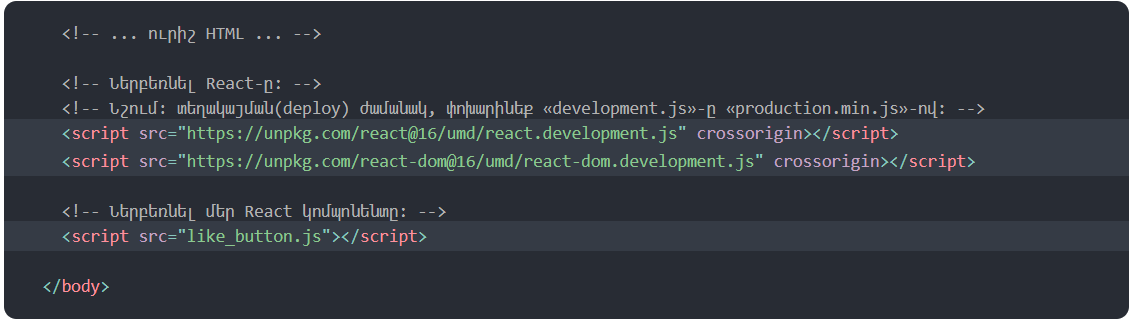 <!-- ... ուրիշ HTML ... -->
<!-- Ներբեռնել React-ը: -->
<!-- Նշում: տեղակայման(deploy) ժամանակ, փոխարինեք «development.js»-ը «production.min.js»-ով: -->
<script src="https://unpkg.com/react@16/umd/react.development.js" crossorigin></script>
<script src="https://unpkg.com/react-dom@16/umd/react-dom.development.js" crossorigin></script>
<!-- Ներբեռնել մեր React կոմպոնենտը: -->
<script src="like_button.js"></script>
</body>